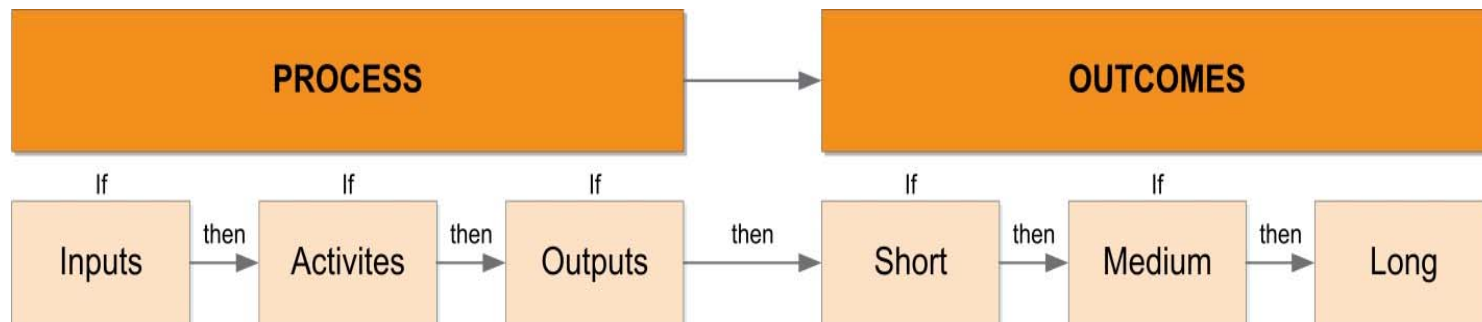 PROCESS
OUTCOMES
If
If
If
If
If
Inputs
then
Activites
then
Outputs
then
Short
then
Medium
then
Long